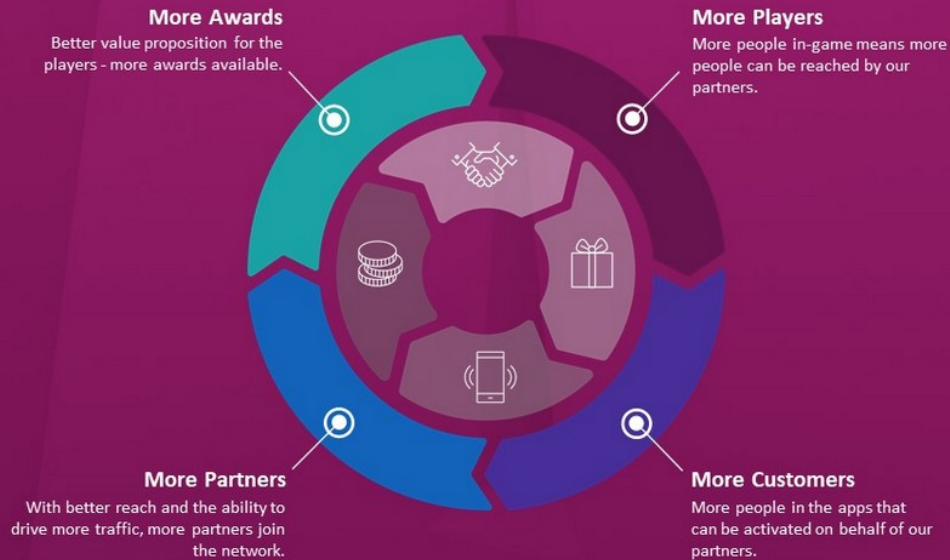 More Awards
Better value proposition for the
players - more awards available.
More Players
More people in-game means more
people can be reached by our
partners.
More Partners
With better reach and the ability to
drive more traffic, more partners join
the network.
More Customers
More people in the apps that
can be activated on behalf of our
partners.